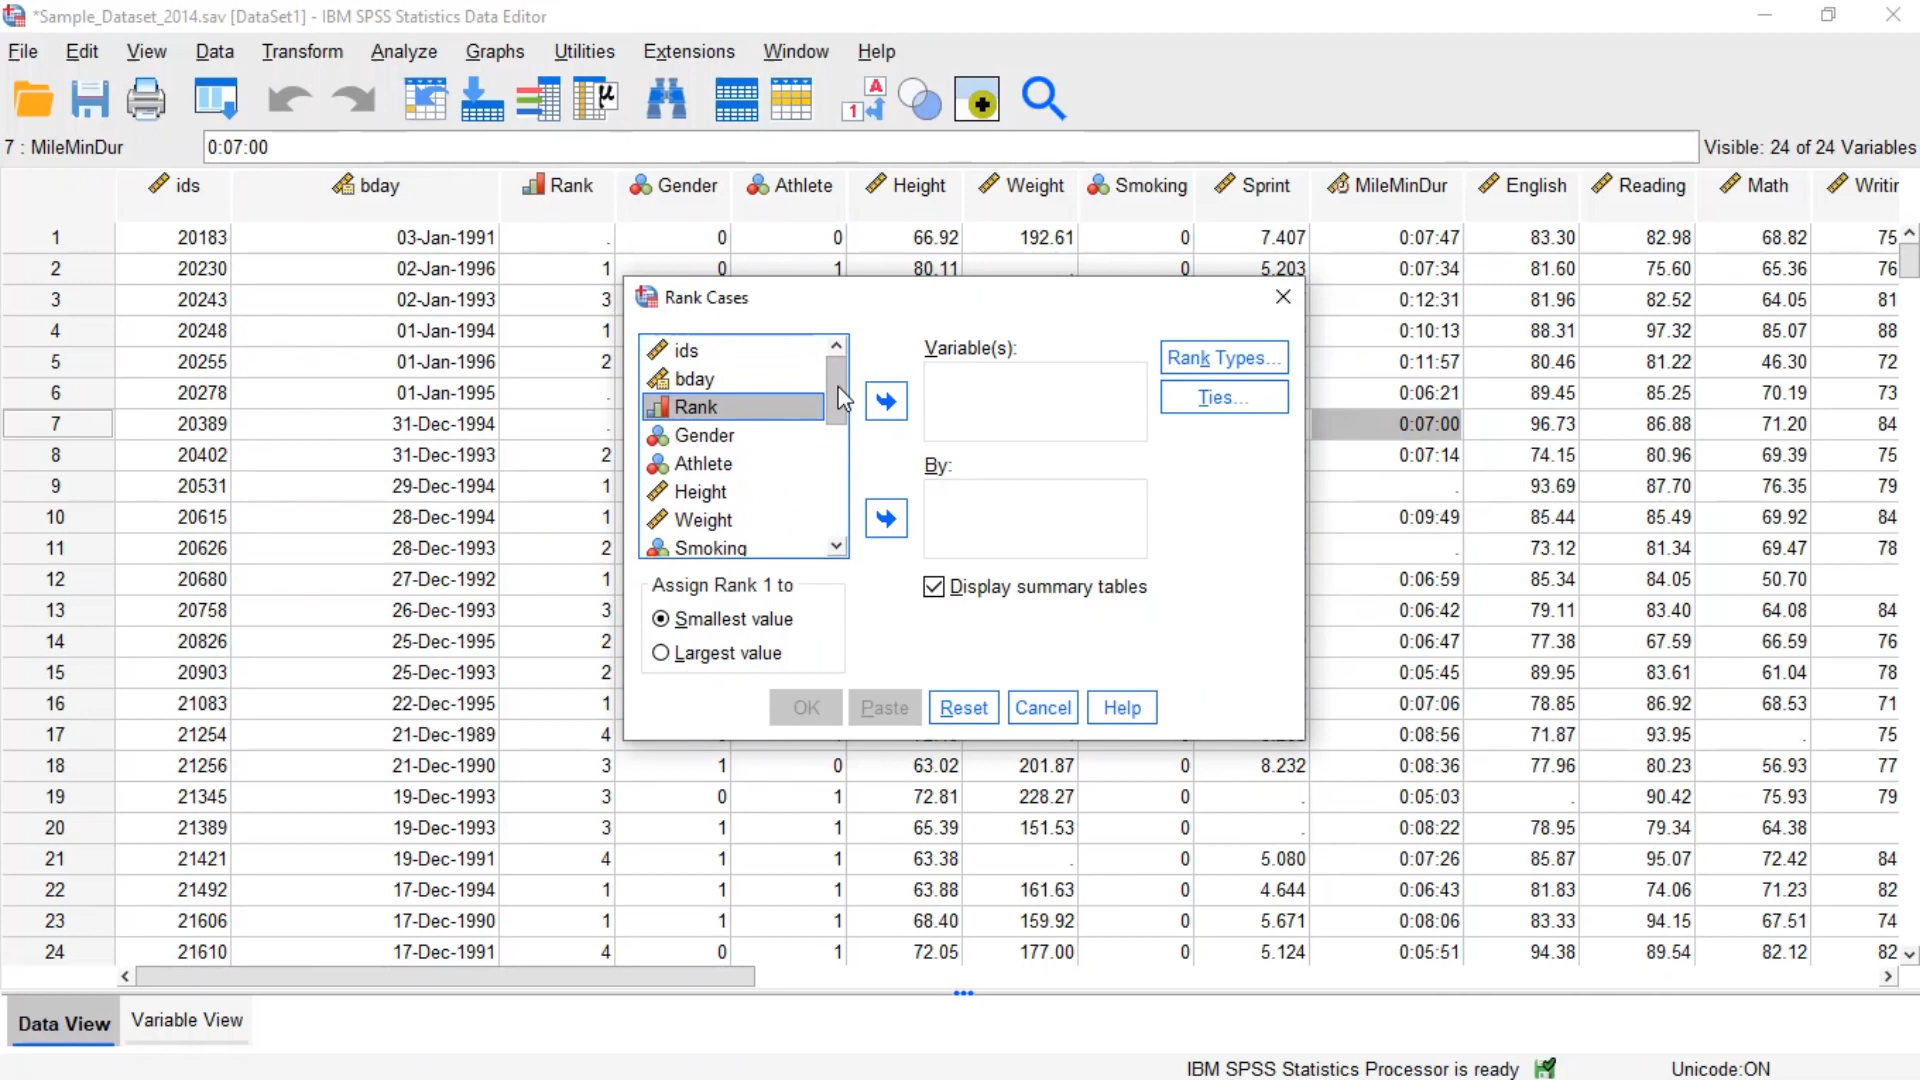 *Sample_Dataset_2014.sav [DataSet1] - IBM SPSS Statistics Data Editor
File Edit View Data Transform Analyze Graphs Utilities Extensions Window Help
7 : MileMinDur 0:07:00 Visible: 24 of 24 Variables
ids bday Rank Gender Athlete Height Weight Smoking Sprint MileMinDur English Reading Math Writir
1 20183 03-Jan-1991 . 0 0 66.92 192.61 0 7.407 0:07:47 83.30 82.98 68.82 75
2 20230 02-Jan-1996 1 0 1 80.11 . 0 5.203 0:07:34 81.60 75.60 65.36 76
3 20243 02-Jan-1993 3 0:12:31 81.96 82.52 64.05 81
4 20248 01-Jan-1994 1 0:10:13 88.31 97.32 85.07 88
5 20255 01-Jan-1996 2 0:11:57 80.46 81.22 46.30 72
6 20278 01-Jan-1995 . 0:06:21 89.45 85.25 70.19 73
7 20389 31-Dec-1994 . 0:07:00 96.73 86.88 71.20 84
8 20402 31-Dec-1993 2 0:07:14 74.15 80.96 69.39 75
9 20531 29-Dec-1994 1 . 93.69 87.70 76.35 79
10 20615 28-Dec-1994 1 0:09:49 85.44 85.49 69.92 84
11 20626 28-Dec-1993 2 . 73.12 81.34 69.47 78
12 20680 27-Dec-1992 1 0:06:59 85.34 84.05 50.70
13 20758 26-Dec-1993 3 0:06:42 79.11 83.40 64.08 84
14 20826 25-Dec-1995 2 0:06:47 77.38 67.59 66.59 76
15 20903 25-Dec-1993 2 0:05:45 89.95 83.61 61.04 78
16 21083 22-Dec-1995 1 0:07:06 78.85 86.92 68.53 71
17 21254 21-Dec-1989 4 0:08:56 71.87 93.95 . 75
18 21256 21-Dec-1990 3 1 0 63.02 201.87 0 8.232 0:08:36 77.96 80.23 56.93 77
19 21345 19-Dec-1993 3 0 1 72.81 228.27 0 . 0:05:03 . 90.42 75.93 79
20 21389 19-Dec-1993 3 1 1 65.39 151.53 0 . 0:08:22 78.95 79.34 64.38
21 21421 19-Dec-1991 4 1 1 63.38 . 0 5.080 0:07:26 85.87 95.07 72.42 84
22 21492 17-Dec-1994 1 1 1 63.88 161.63 0 4.644 0:06:43 81.83 74.06 71.23 82
23 21606 17-Dec-1990 1 1 1 68.40 159.92 0 5.671 0:08:06 83.33 94.15 67.51 74
24 21610 17-Dec-1991 4 0 1 72.05 177.00 0 5.124 0:05:51 94.38 89.54 82.12 82
Rank Cases
ids
bday
Rank
Gender
Athlete
Height
Weight
Smoking
Variable(s):
By:
Rank Types...
Ties...
Assign Rank 1 to
Smallest value
Largest value
Display summary tables
OK Paste Reset Cancel Help
Data View Variable View
IBM SPSS Statistics Processor is ready Unicode:ON